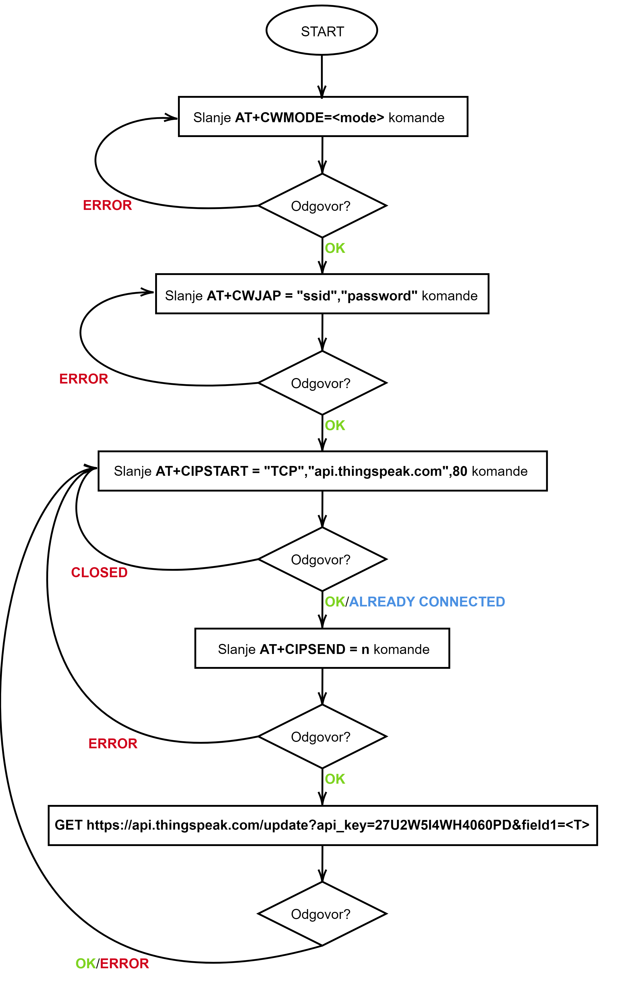 START
Slanje AT+CWMODE=<mode> komande
Odgovor?
ERROR
OK
Slanje AT+CWJAP = "ssid","password" komande
Odgovor?
ERROR
OK
Slanje AT+CIPSTART = "TCP","api.thingspeak.com",80 komande
Odgovor?
CLOSED
OK/ALREADY CONNECTED
Slanje AT+CIPSEND = n komande
Odgovor?
ERROR
OK
GET https://api.thingspeak.com/update?api_key=27U2W5I4WH4060PD&field1=<T>
Odgovor?
OK/ERROR